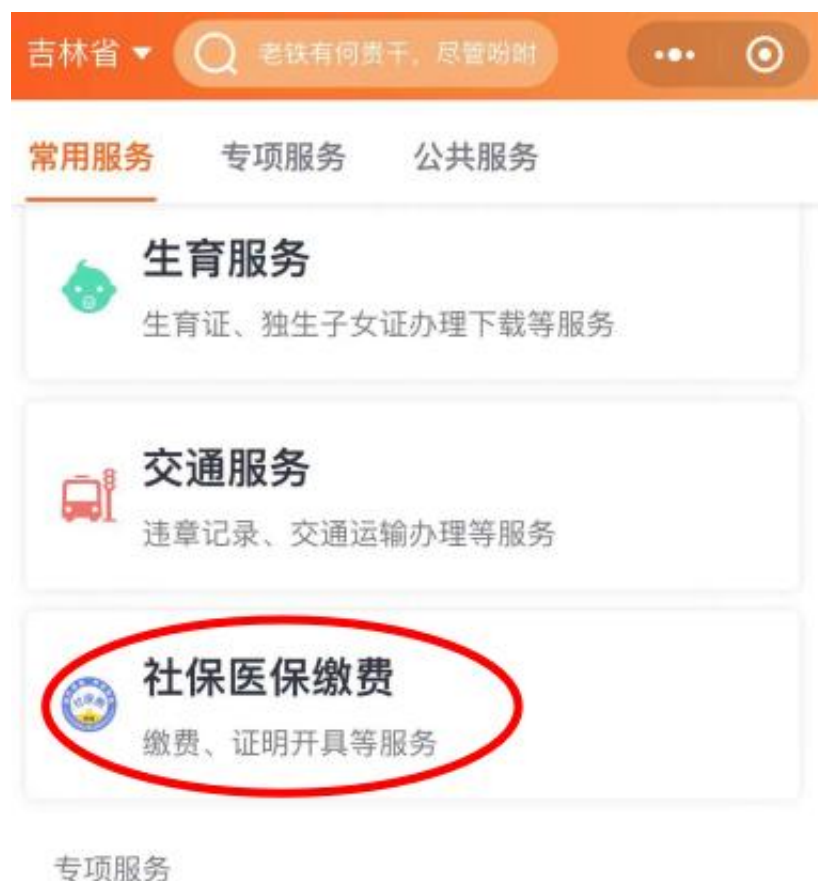 吉林省
老铁有何贵干，尽管吩咐
常用服务 专项服务 公共服务
生育服务
生育证、独生子女证办理下载等服务
交通服务
违章记录、交通运输办理等服务
社保医保缴费
缴费、证明开具等服务
专项服务